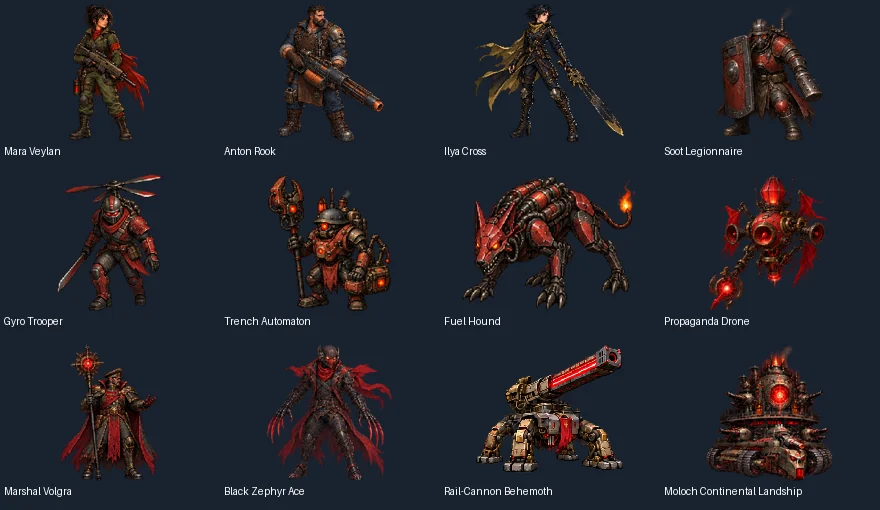 Mara Veylan
Anton Rook
Ilya Cross
Soot Legionnaire
Gyro Trooper
Trench Automaton
Fuel Hound
Propaganda Drone
Marshal Volgra
Black Zephyr Ace
Rail-Cannon Behemoth
Moloch Continental Landship